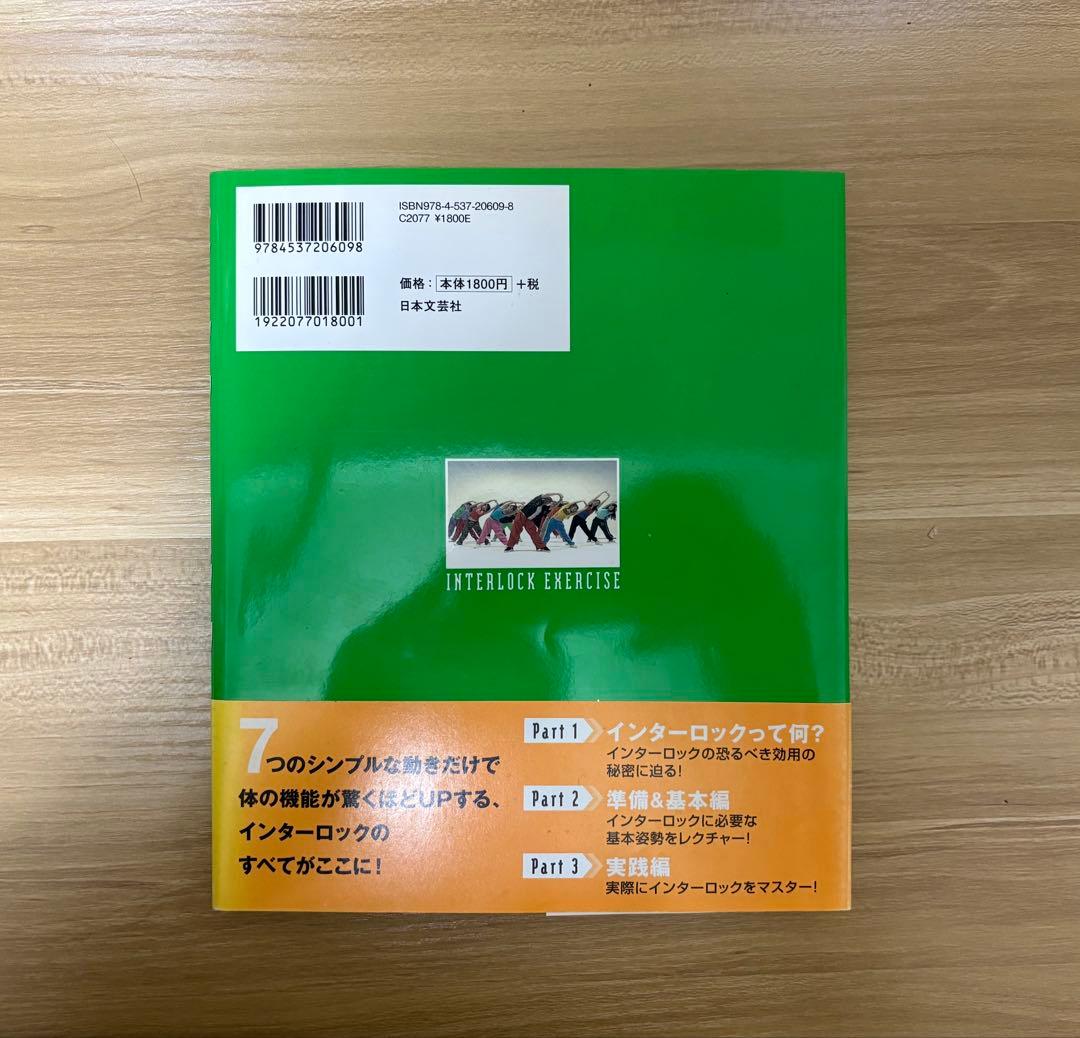 ISBN978-4-537-20609-8
C2077 ¥1800E
9784537206098
価格：本体1800円＋税
1922077018001
日本文芸社
INTERLOCK EXERCISE
7つのシンプルな動きだけで
体の機能が驚くほどUPする、
インターロックの
すべてがここに！
Part 1 インターロックって何？
インターロックの恐るべき効用の
秘密に迫る！
Part 2 準備＆基本編
インターロックに必要な
基本姿勢をレクチャー！
Part 3 実践編
実際にインターロックをマスター！